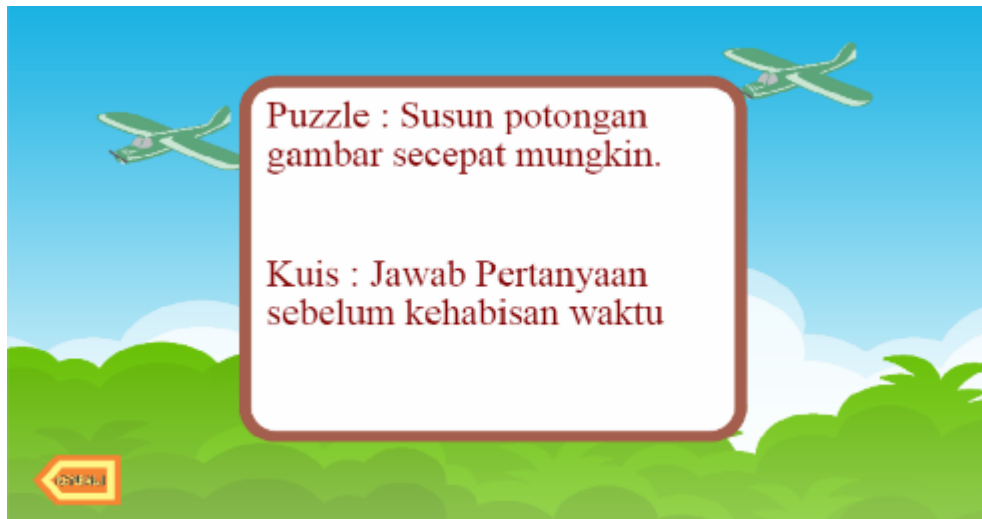 Puzzle : Susun potongan
gambar secepat mungkin.
Kuis : Jawab Pertanyaan
sebelum kehabisan waktu